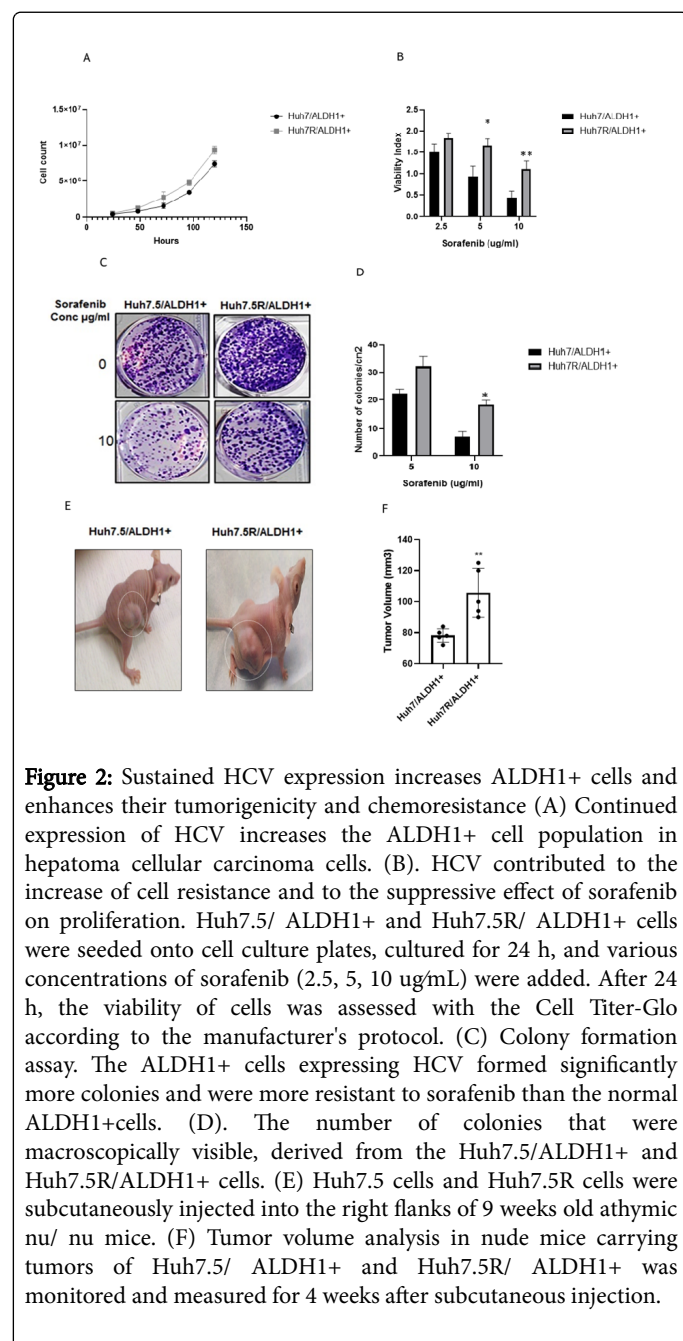 A
B
1.5×10⁷
1×10⁷
5×10⁶
0
Cell count
0 50 100 150
Hours
Huh7/ALDH1+
Huh7R/ALDH1+
2.5
2.0
1.5
1.0
0.5
0.0
Viability Index
*
**
2.5 5 10
Sorafenib (ug/ml)
Huh7/ALDH1+
Huh7R/ALDH1+
C
Sorafenib
Conc µg/ml
Huh7.5/ALDH1+ Huh7.5R/ALDH1+
0
10
D
40
30
20
10
0
Number of colonies/cn2
*
5 10
Sorafenib (ug/ml)
Huh7/ALDH1+
Huh7R/ALDH1+
E
Huh7.5/ALDH1+ Huh7.5R/ALDH1+
F
140
120
100
80
60
Tumor Volume (mm3)
**
Huh7/ALDH1+
Huh7R/ALDH1+
Figure 2: Sustained HCV expression increases ALDH1+ cells and
enhances their tumorigenicity and chemoresistance (A) Continued
expression of HCV increases the ALDH1+ cell population in
hepatoma cellular carcinoma cells. (B). HCV contributed to the
increase of cell resistance and to the suppressive effect of sorafenib
on proliferation. Huh7.5/ ALDH1+ and Huh7.5R/ ALDH1+ cells
were seeded onto cell culture plates, cultured for 24 h, and various
concentrations of sorafenib (2.5, 5, 10 ug/mL) were added. After 24
h, the viability of cells was assessed with the Cell Titer-Glo
according to the manufacturer's protocol. (C) Colony formation
assay. The ALDH1+ cells expressing HCV formed significantly
more colonies and were more resistant to sorafenib than the normal
ALDH1+cells. (D). The number of colonies that were
macroscopically visible, derived from the Huh7.5/ALDH1+ and
Huh7.5R/ALDH1+ cells. (E) Huh7.5 cells and Huh7.5R cells were
subcutaneously injected into the right flanks of 9 weeks old athymic
nu/ nu mice. (F) Tumor volume analysis in nude mice carrying
tumors of Huh7.5/ ALDH1+ and Huh7.5R/ ALDH1+ was
monitored and measured for 4 weeks after subcutaneous injection.